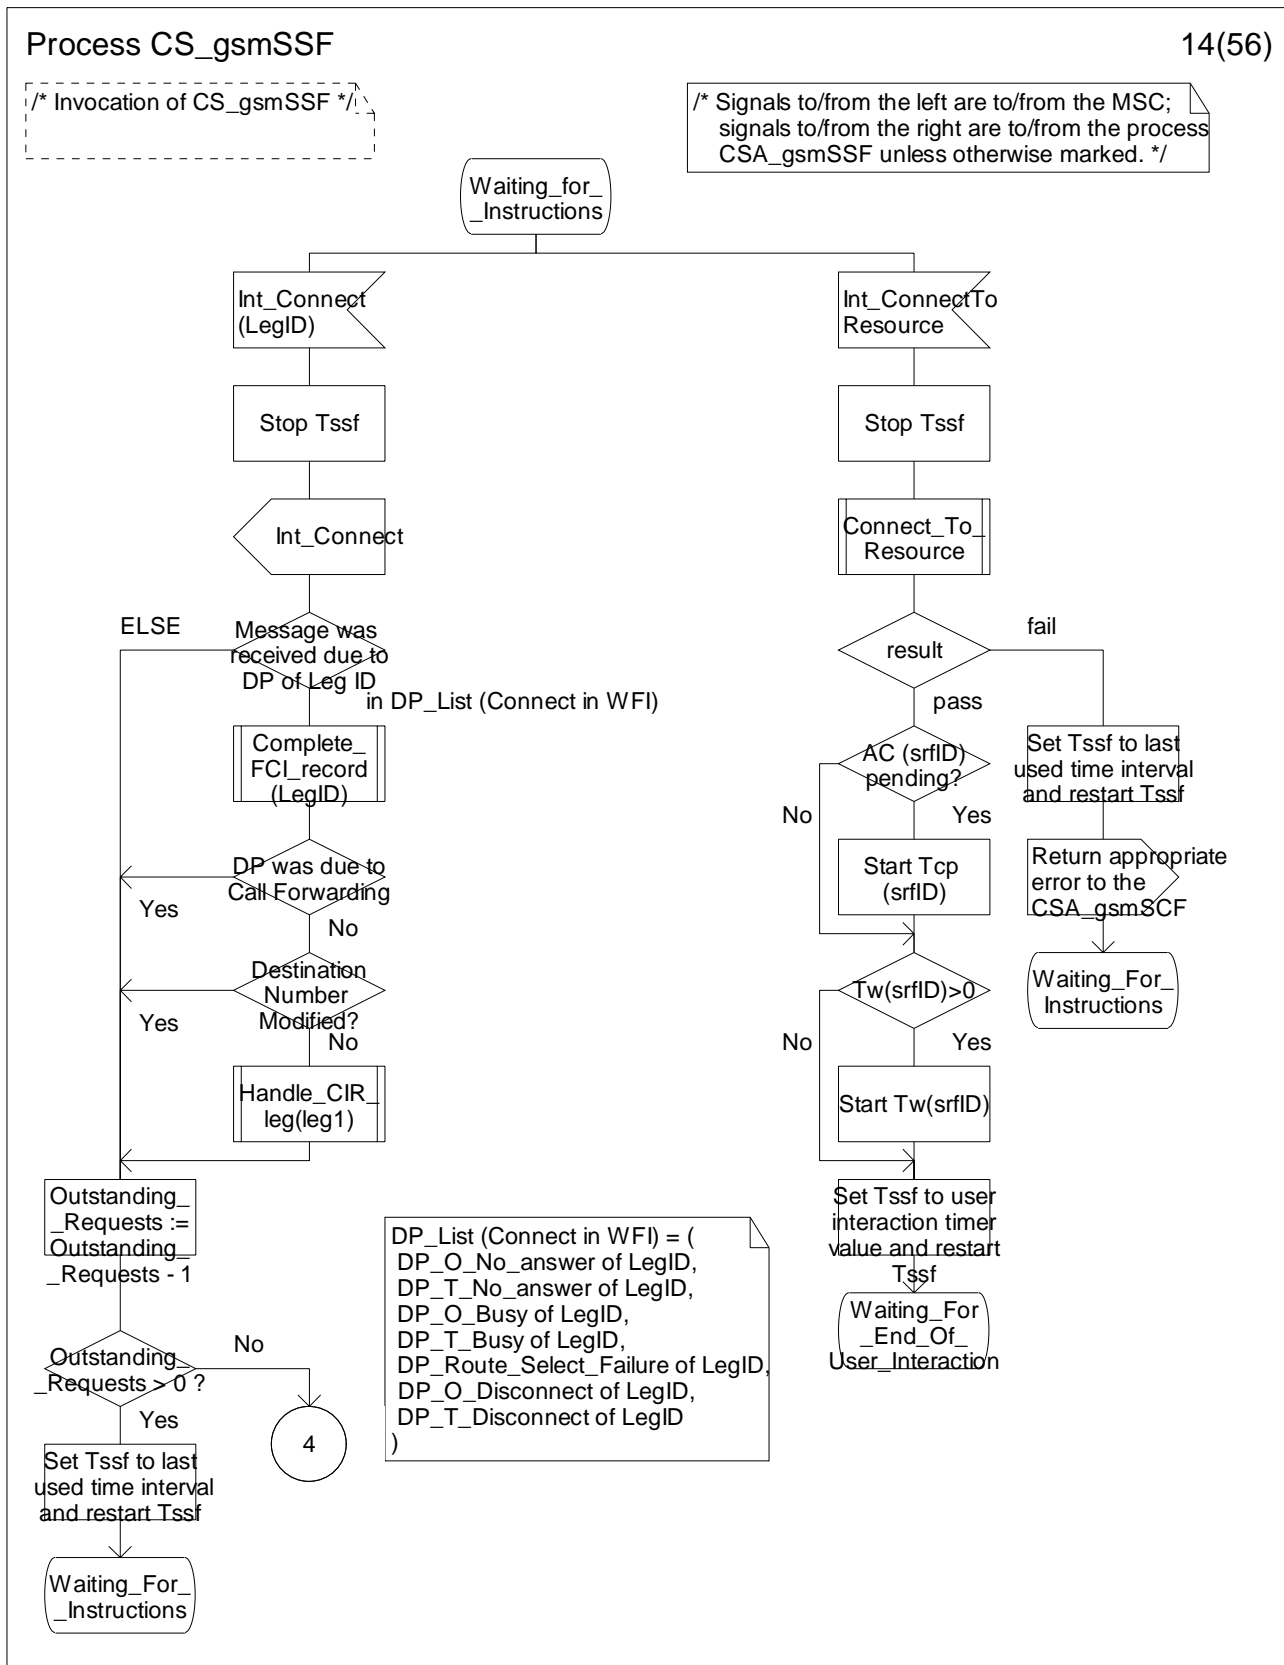 Process CS_gsmSSF
14(56)
/* Invocation of CS_gsmSSF */
/* Signals to/from the left are to/from the MSC;
signals to/from the right are to/from the process
CSA_gsmSSF unless otherwise marked. */
Waiting_for_
_Instructions
Int_Connect
(LegID)
Stop Tssf
Int_Connect
ELSE
Message was
received due to
DP of Leg ID
in DP_List (Connect in WFI)
Complete_
FCI_record
(LegID)
DP was due to
Call Forwarding
Yes
No
Destination
Number
Modified?
Yes
No
Handle_CIR_
leg(leg1)
Outstanding_
_Requests :=
Outstanding_
_Requests - 1
Outstanding_
_Requests > 0 ?
No
4
Yes
Set Tssf to last
used time interval
and restart Tssf
Waiting_For_
_Instructions
DP_List (Connect in WFI) = (
DP_O_No_answer of LegID,
DP_T_No_answer of LegID,
DP_O_Busy of LegID,
DP_T_Busy of LegID,
DP_Route_Select_Failure of LegID,
DP_O_Disconnect of LegID,
DP_T_Disconnect of LegID
)
Int_ConnectTo
Resource
Stop Tssf
Connect_To_
Resource
result
fail
pass
AC (srfID)
pending?
No
Yes
Start Tcp
(srfID)
Tw(srfID)>0
No
Yes
Start Tw(srfID)
Set Tssf to user
interaction timer
value and restart
Tssf
Waiting_For
_End_Of_
User_Interaction
Set Tssf to last
used time interval
and restart Tssf
Return appropriate
error to the
CSA_gsmSCF
Waiting_For_
Instructions